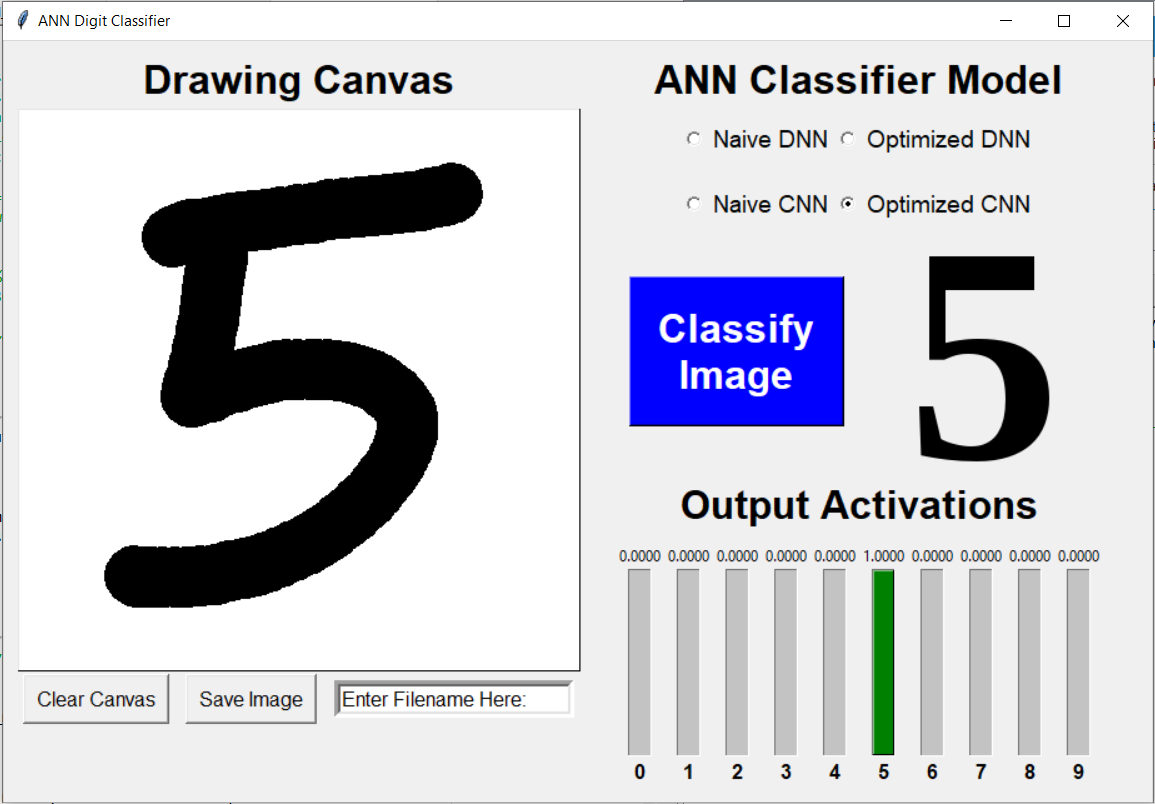 ANN Digit Classifier
Drawing Canvas
5
Clear Canvas Save Image Enter Filename Here:
ANN Classifier Model
Naive DNN Optimized DNN
Naive CNN Optimized CNN
Classify
Image
5
Output Activations
0.0000 0.0000 0.0000 0.0000 0.0000 1.0000 0.0000 0.0000 0.0000 0.0000
0 1 2 3 4 5 6 7 8 9